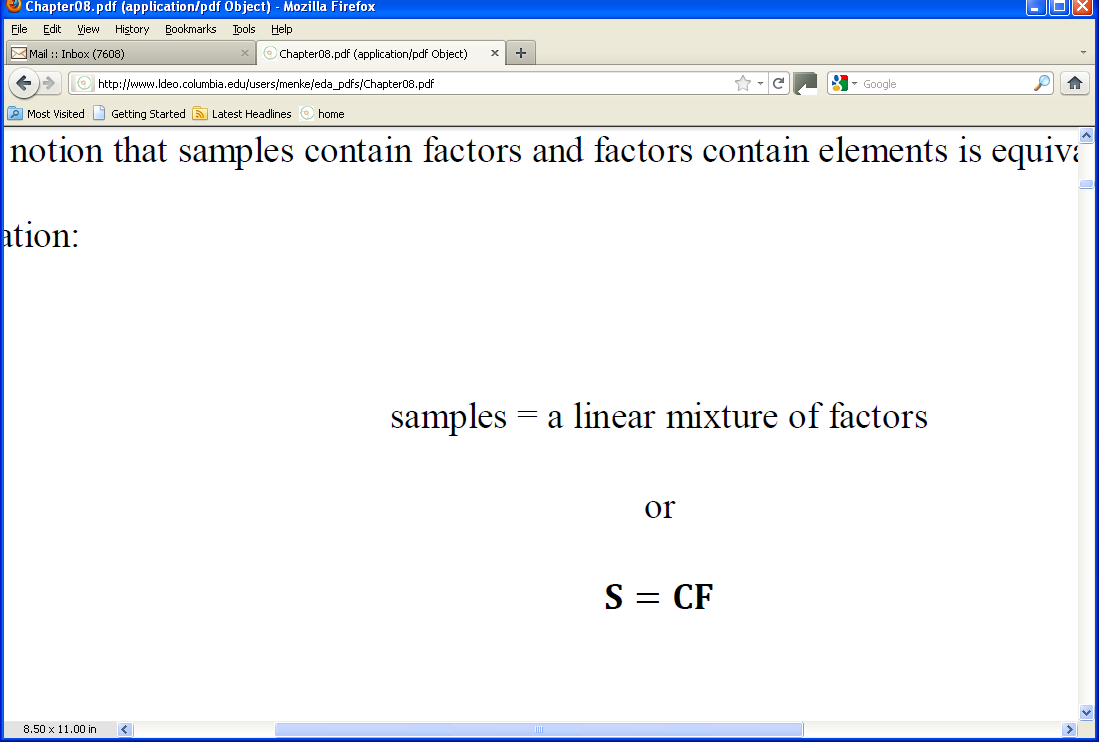 Chapter08.pdf (application/pdf Object) - Mozilla Firefox
File Edit View History Bookmarks Tools Help
Mail :: Inbox (7608) Chapter08.pdf (application/pdf Object)
http://www.ldeo.columbia.edu/users/menke/eda_pdfs/Chapter08.pdf Google
Most Visited Getting Started Latest Headlines home
notion that samples contain factors and factors contain elements is equiva
ation:
samples = a linear mixture of factors
or
S = CF
8.50 x 11.00 in